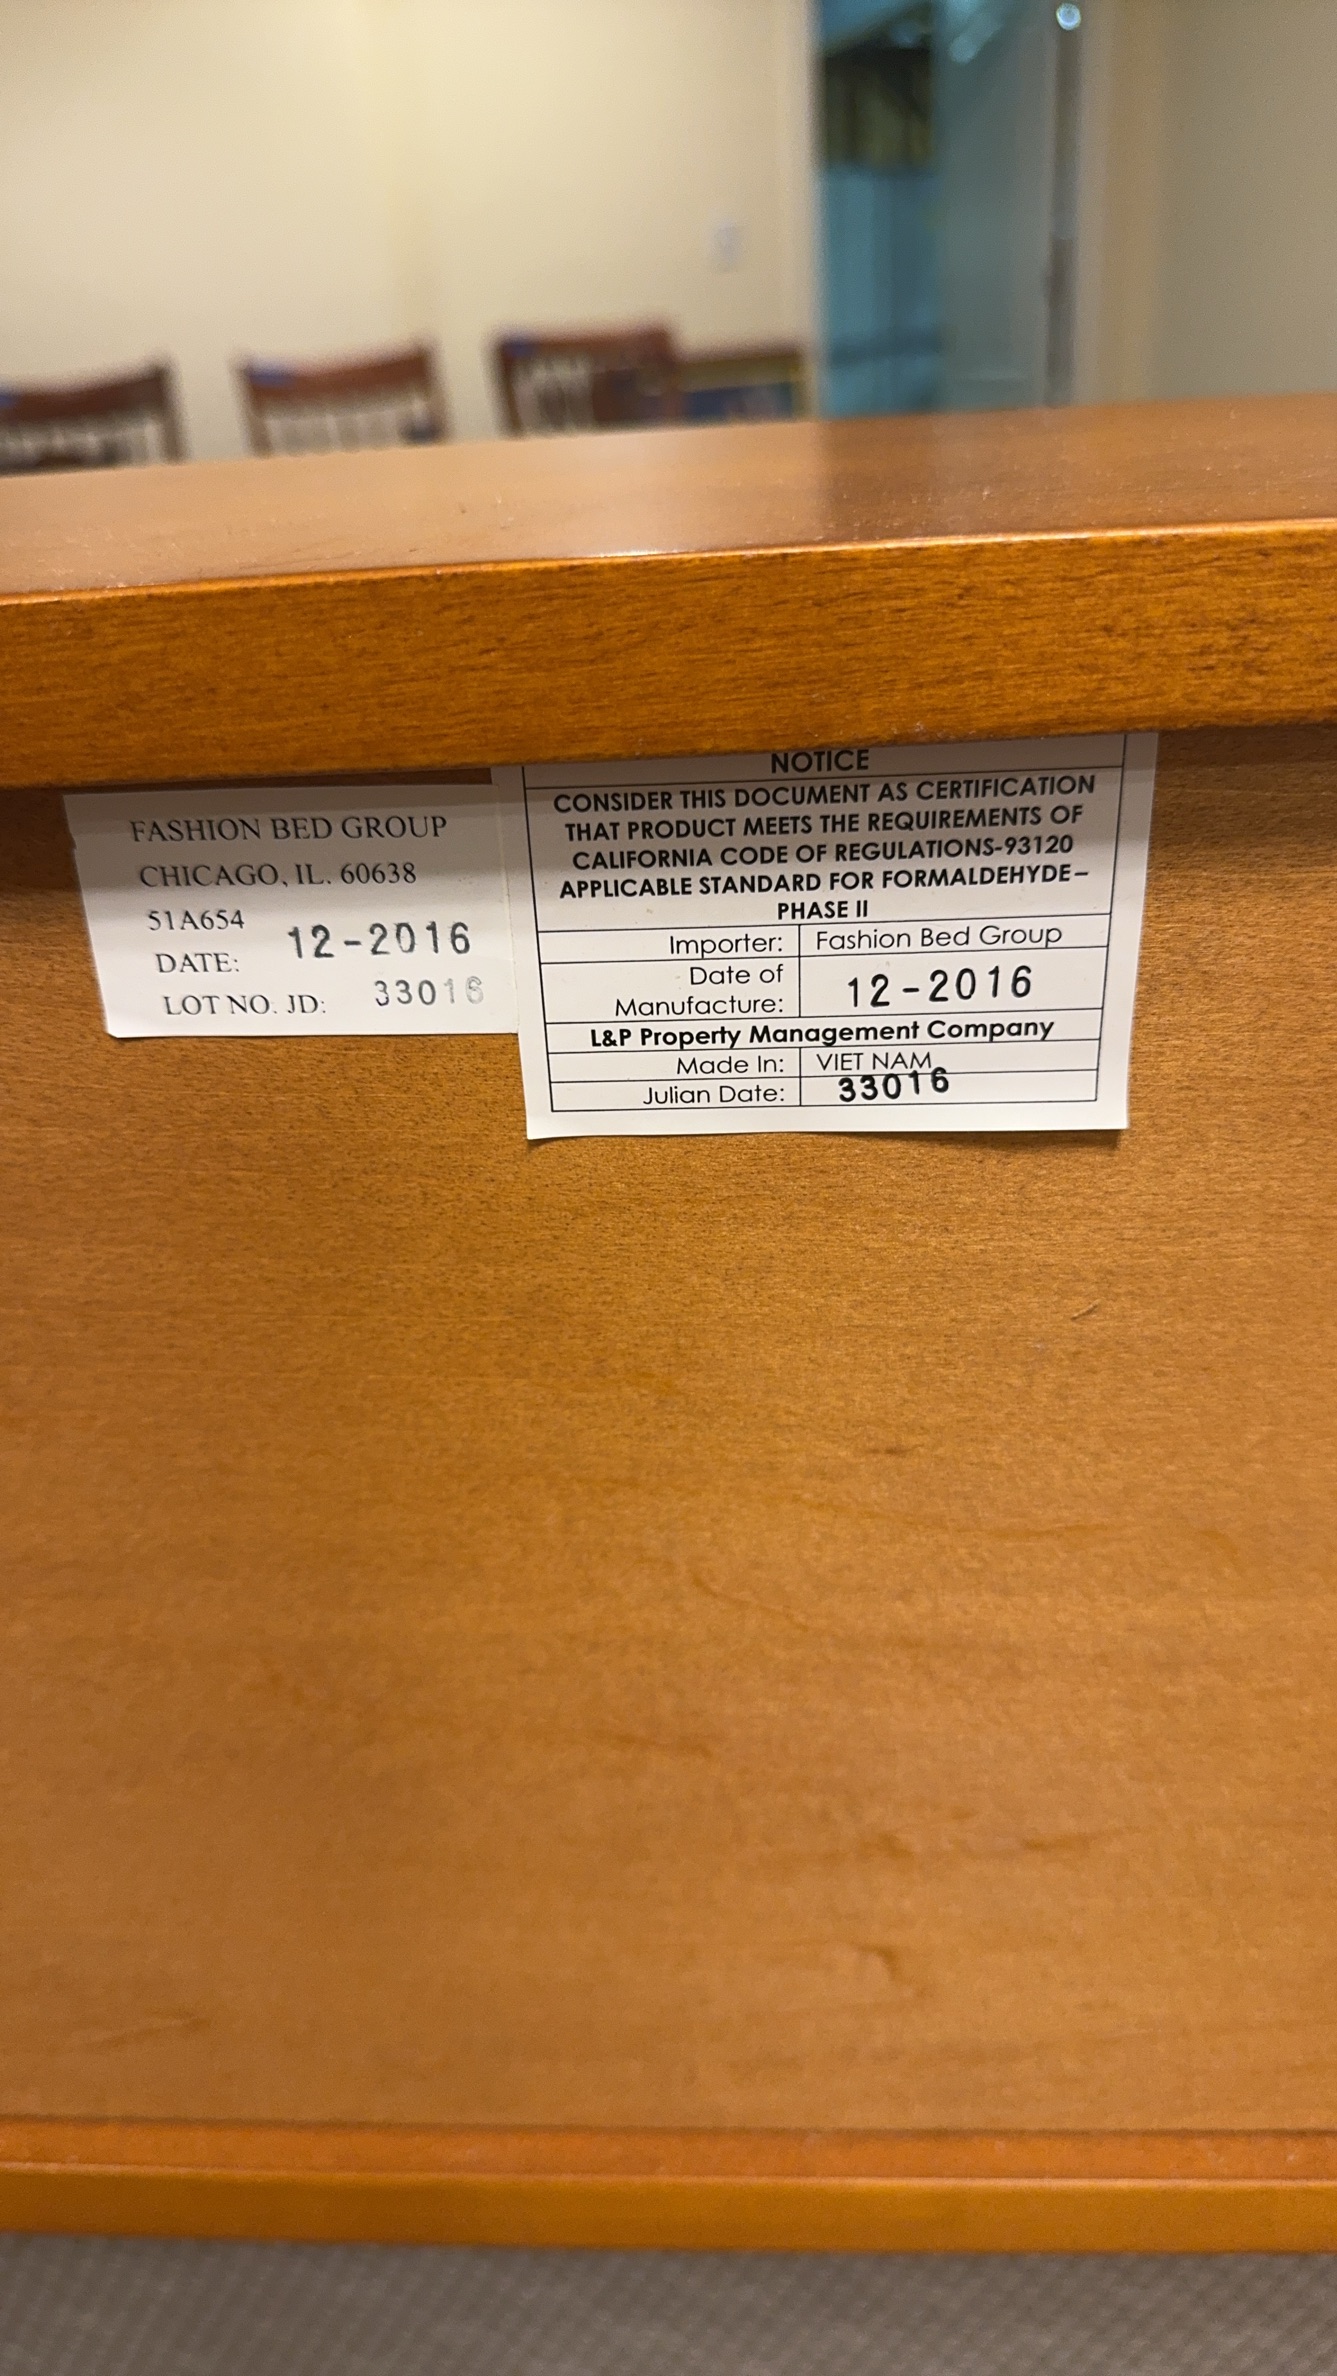 FASHION BED GROUP
CHICAGO, IL. 60638
51A654
DATE: 12-2016
LOT NO. JD: 33016
NOTICE
CONSIDER THIS DOCUMENT AS CERTIFICATION
THAT PRODUCT MEETS THE REQUIREMENTS OF
CALIFORNIA CODE OF REGULATIONS-93120
APPLICABLE STANDARD FOR FORMALDEHYDE–
PHASE II
Importer: Fashion Bed Group
Date of
Manufacture: 12-2016
L&P Property Management Company
Made In: VIET NAM
Julian Date: 33016